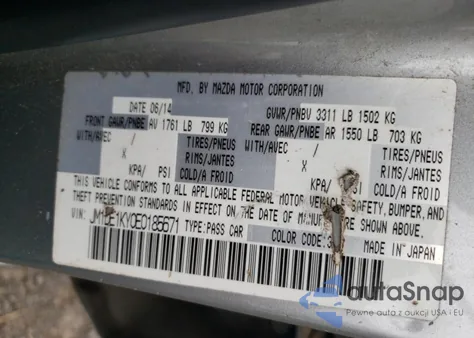 MFD. BY MAZDA MOTOR CORPORATION
DATE 06/14
GVWR/PNBV 3311 LB 1502 KG
FRONT GAWR/PNBE AV 1761 LB 799 KG
REAR GAWR/PNBE AR 1550 LB 703 KG
WITH/AVEC / TIRES/PNEUS
WITH/AVEC / TIRES/PNEUS
X RIMS/JANTES
X RIMS/JANTES
KPA/ PSI COLD/A FROID
KPA/ PSI COLD/A FROID
THIS VEHICLE CONFORMS TO ALL APPLICABLE FEDERAL MOTOR VEHICLE SAFETY, BUMPER, AND
THEFT PREVENTION STANDARDS IN EFFECT ON THE DATE OF SHOWN ABOVE.
VIN: TYPE:PASS CAR COLOR CODE: MADE IN JAPAN
autoSnap
Pewne auta z aukcji USA i EU